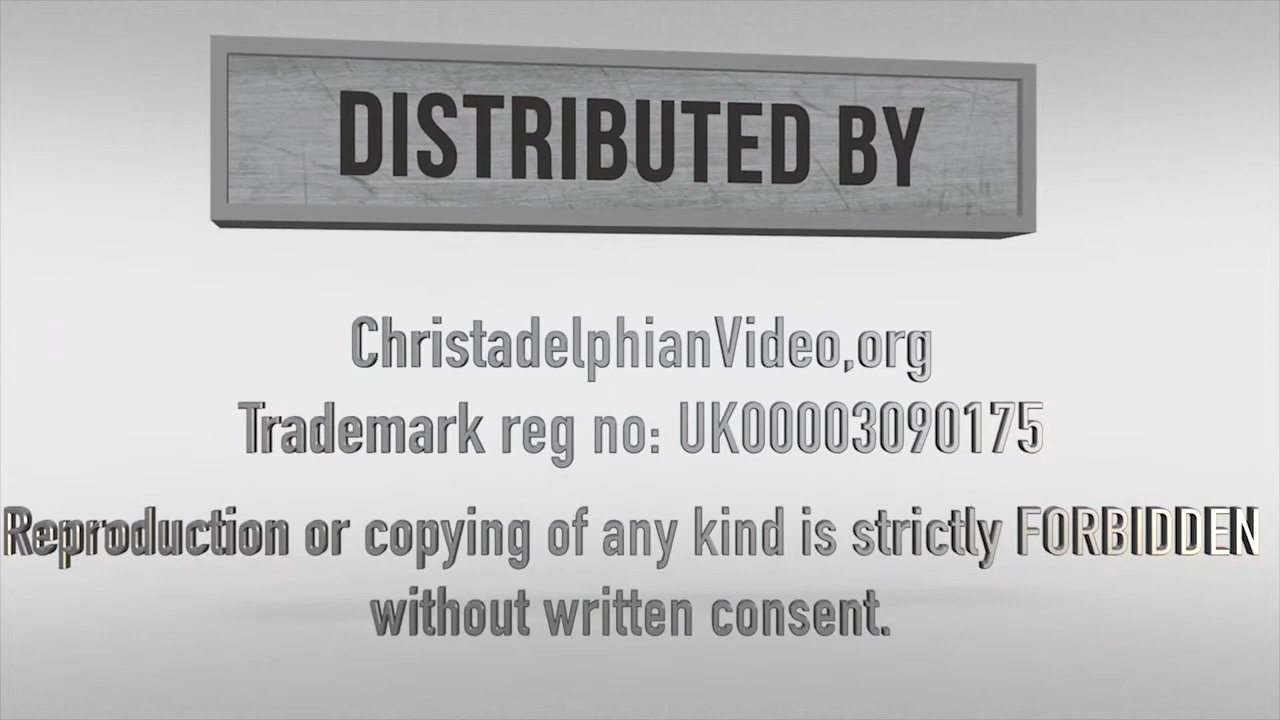 DISTRIBUTED BY
ChristadelphianVideo,org
Trademark reg no: UK00003090175
Reproduction or copying of any kind is strictly FORBIDDEN
without written consent.